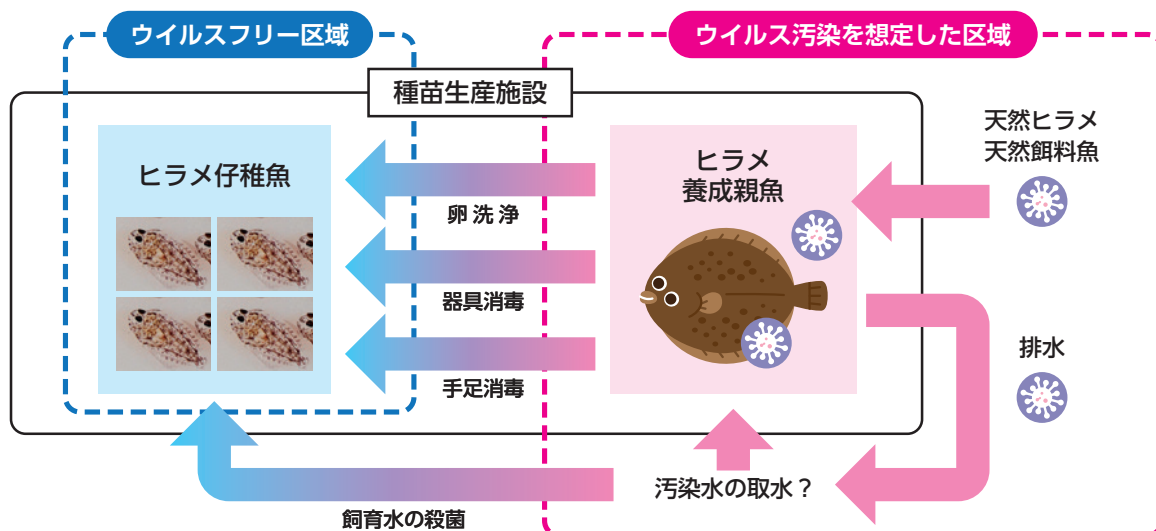 ウイルスフリー区域
ウイルス汚染を想定した区域
種苗生産施設
ヒラメ仔稚魚
ヒラメ
養成親魚
天然ヒラメ
天然餌料魚
卵洗浄
器具消毒
手足消毒
排水
汚染水の取水？
飼育水の殺菌